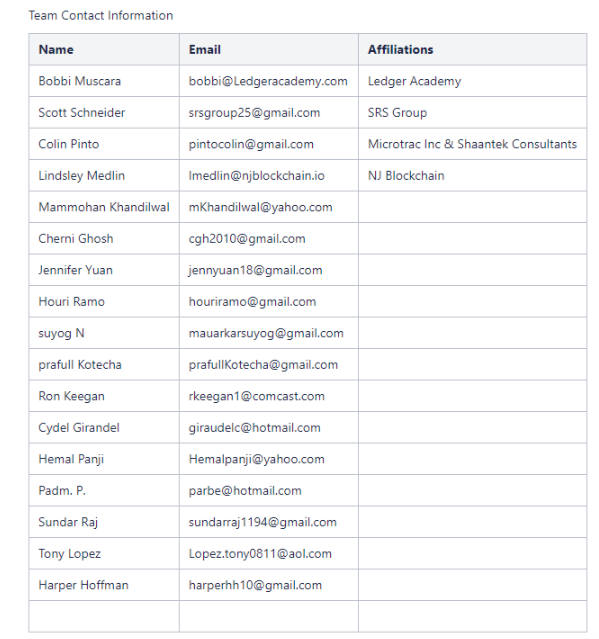 Team Contact Information
Name Email Affiliations
Bobbi Muscara bobbi@Ledgeracademy.com Ledger Academy
Scott Schneider srsgroup25@gmail.com SRS Group
Colin Pinto pintocolin@gmail.com Microtrac Inc & Shaantek Consultants
Lindsley Medlin lmedlin@njblockchain.io NJ Blockchain
Mammohan Khandilwal mKhandilwal@yahoo.com
Cherni Ghosh cgh2010@gmail.com
Jennifer Yuan jennyuan18@gmail.com
Houri Ramo houriramo@gmail.com
suyog N mauarkarsuyog@gmail.com
prafull Kotecha prafullKotecha@gmail.com
Ron Keegan rkeegan1@comcast.com
Cydel Girandel giraudelc@hotmail.com
Hemal Panji Hemalpanji@yahoo.com
Padm. P. parbe@hotmail.com
Sundar Raj sundarraj1194@gmail.com
Tony Lopez Lopez.tony0811@aol.com
Harper Hoffman harperhh10@gmail.com